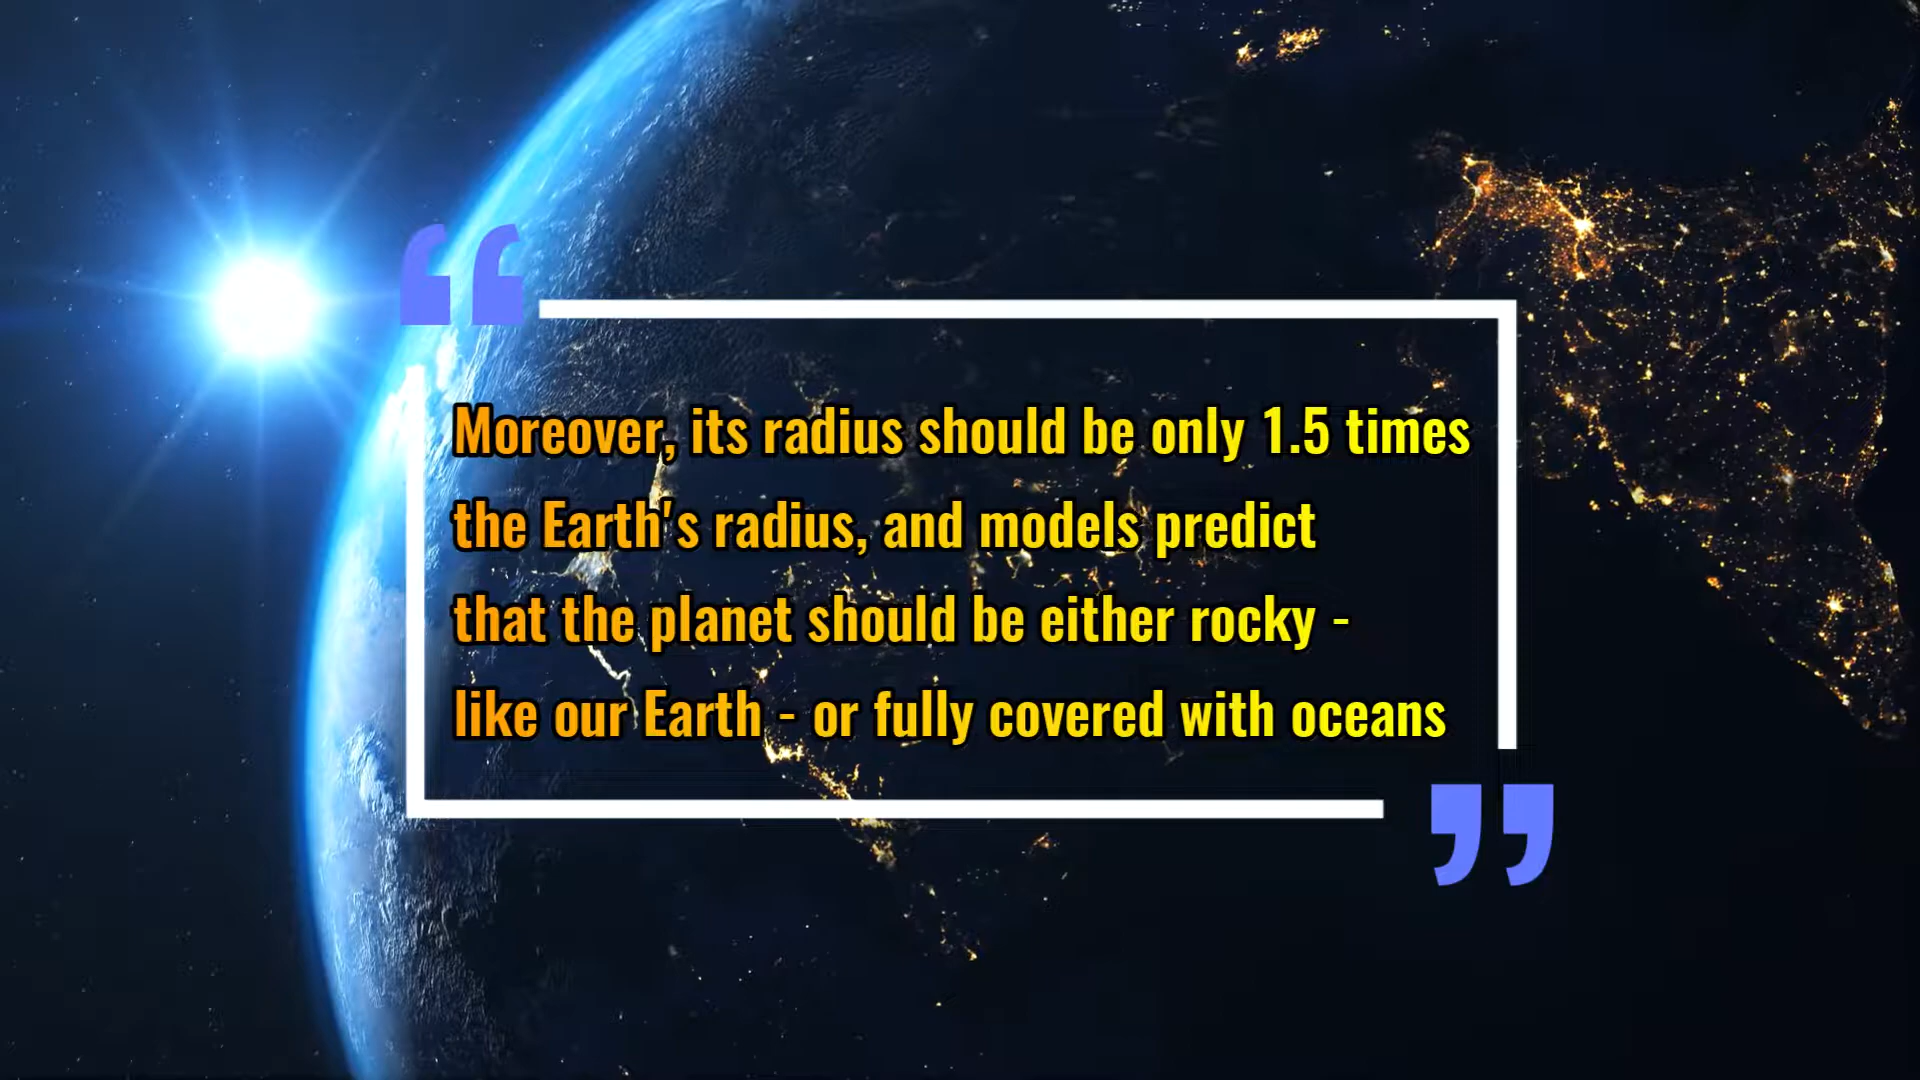 “
Moreover, its radius should be only 1.5 times
the Earth's radius, and models predict
that the planet should be either rocky -
like our Earth - or fully covered with oceans
”